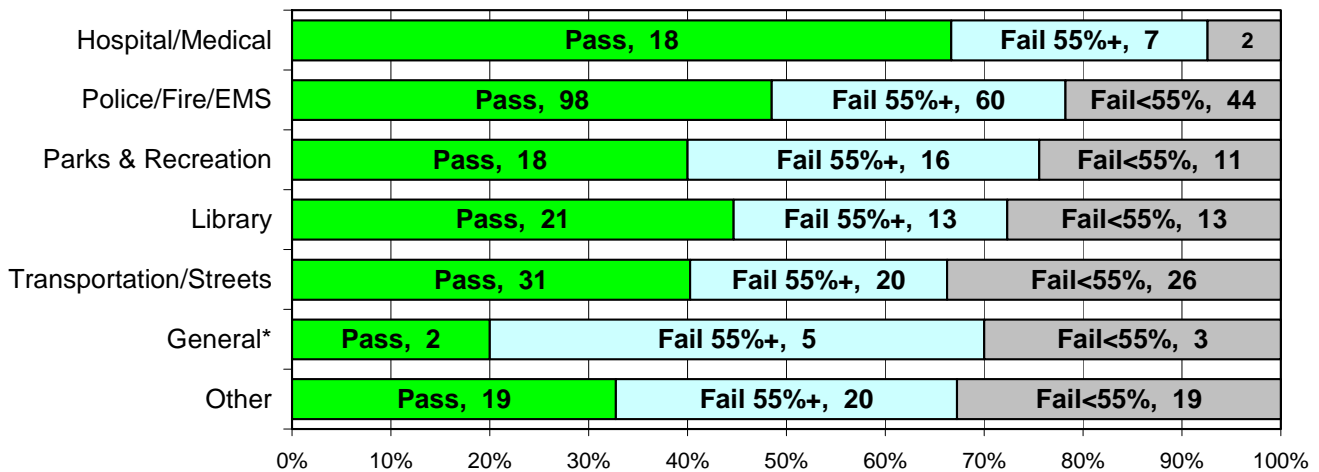 Hospital/Medical Pass, 18 Fail 55%+, 7 2
Police/Fire/EMS Pass, 98 Fail 55%+, 60 Fail<55%, 44
Parks & Recreation Pass, 18 Fail 55%+, 16 Fail<55%, 11
Library Pass, 21 Fail 55%+, 13 Fail<55%, 13
Transportation/Streets Pass, 31 Fail 55%+, 20 Fail<55%, 26
General* Pass, 2 Fail 55%+, 5 Fail<55%, 3
Other Pass, 19 Fail 55%+, 20 Fail<55%, 19
0% 10% 20% 30% 40% 50% 60% 70% 80% 90% 100%